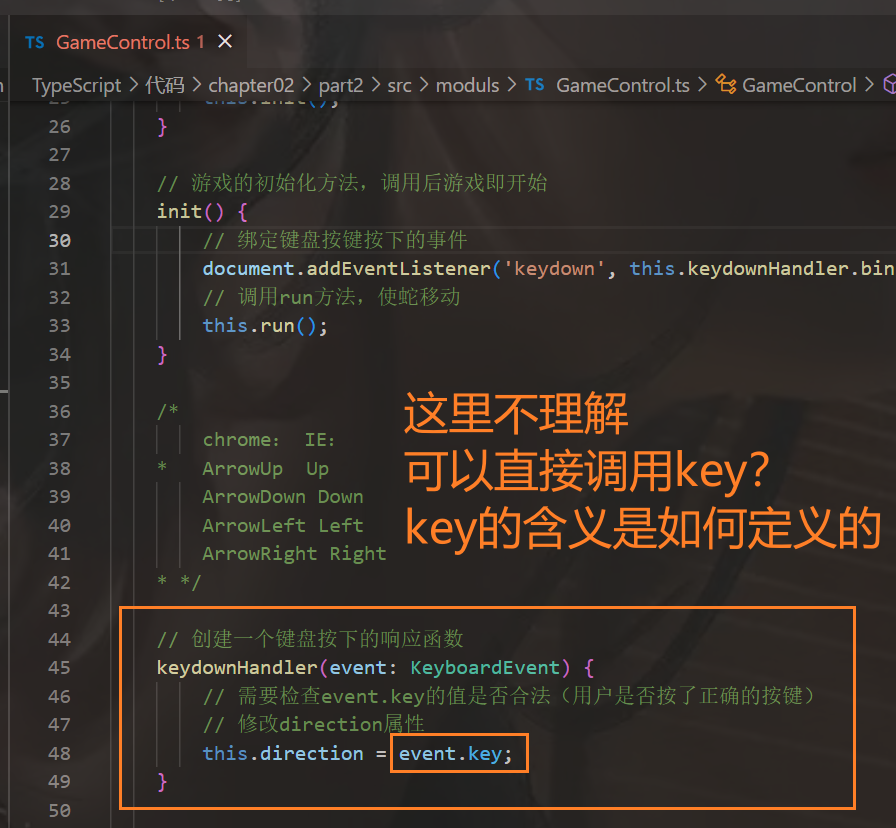 TS GameControl.ts 1 ×
TypeScript > 代码 > chapter02 > part2 > src > moduls > TS GameControl.ts > GameControl >
25 this.init();
26 }
27
28 // 游戏的初始化方法，调用后游戏即开始
29 init() {
30 // 绑定键盘按键按下的事件
31 document.addEventListener('keydown', this.keydownHandler.bin
32 // 调用run方法，使蛇移动
33 this.run();
34 }
35
36 /*
37 chrome： IE：
38 * ArrowUp Up
39 ArrowDown Down
40 ArrowLeft Left
41 ArrowRight Right
42 * */
这里不理解
可以直接调用key？
key的含义是如何定义的
43
44 // 创建一个键盘按下的响应函数
45 keydownHandler(event: KeyboardEvent) {
46 // 需要检查event.key的值是否合法（用户是否按了正确的按键）
47 // 修改direction属性
48 this.direction = event.key;
49 }
50